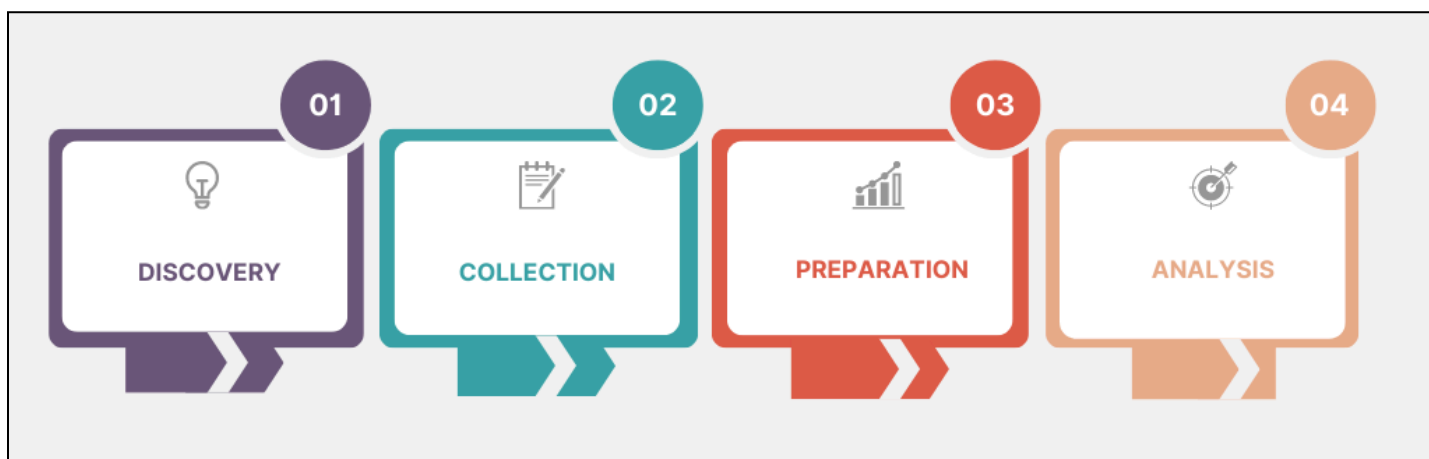 01
02
03
04
DISCOVERY
COLLECTION
PREPARATION
ANALYSIS